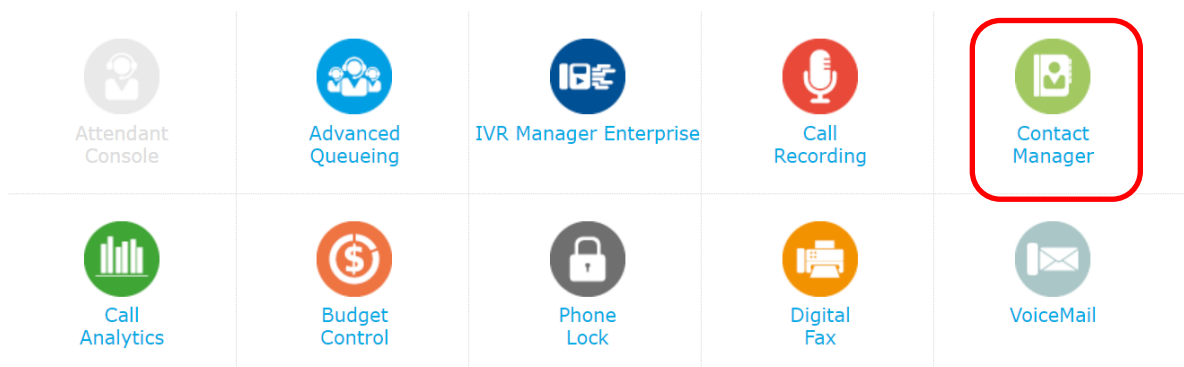 Attendant
Console
Advanced
Queueing
IVR Manager Enterprise
Call
Recording
Contact
Manager
Call
Analytics
Budget
Control
Phone
Lock
Digital
Fax
VoiceMail